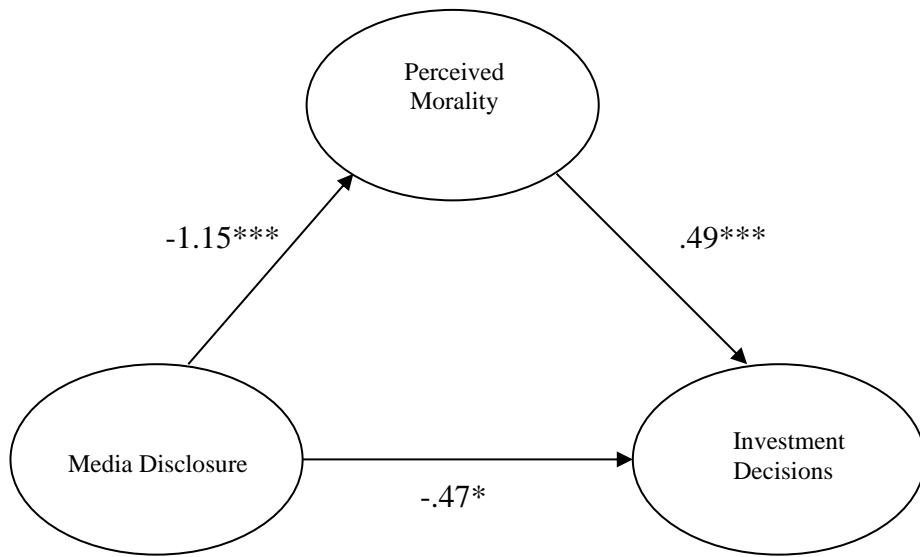 Perceived
Morality
-1.15***
.49***
Media Disclosure
Investment
Decisions
-.47*